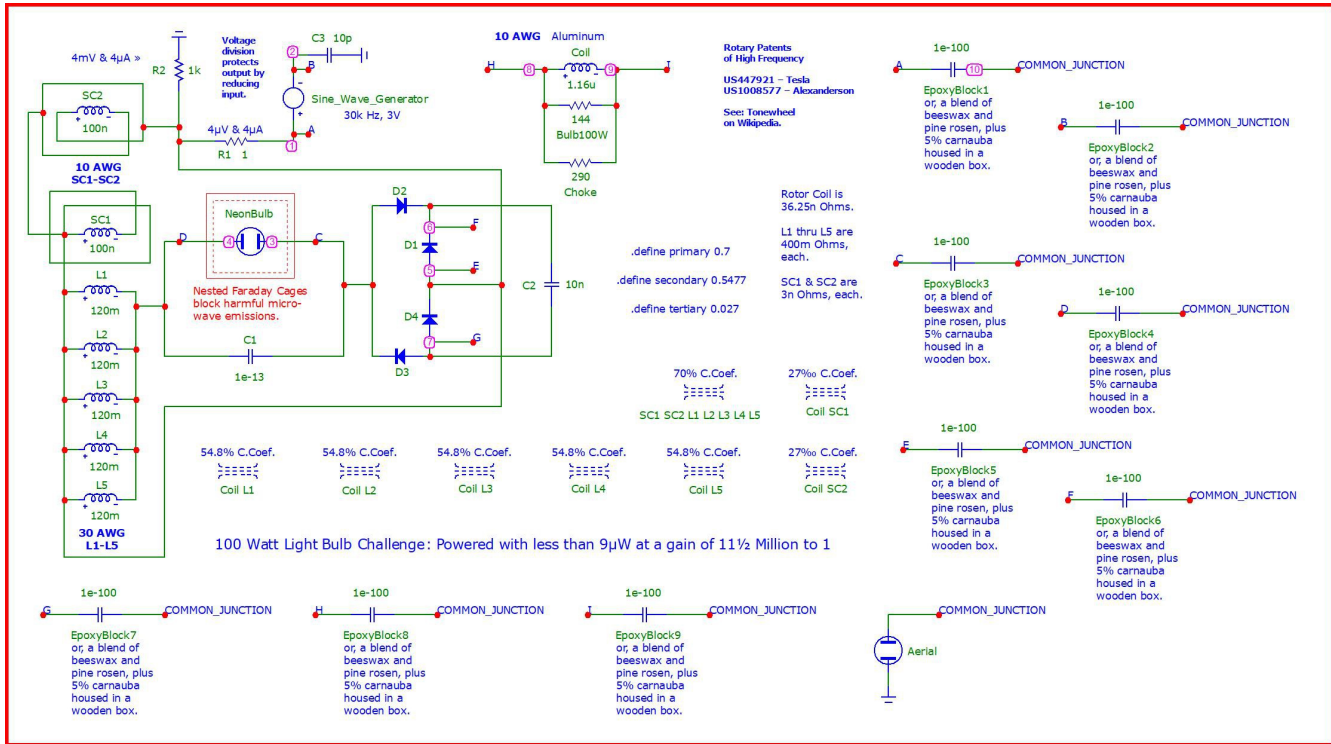 4mV & 4µA »
R2
1k
SC2
100n
10 AWG
SC1-SC2
Voltage
division
protects
output by
reducing
input.
4µV & 4µA
R1 1
C3 10p
2
B
Sine_Wave_Generator
30k Hz, 3V
A
1
10 AWG Aluminum
Coil
H
8
9
I
1.16u
144
Bulb100W
290
Choke
Rotary Patents
of High Frequency
US447921 – Tesla
US1008577 – Alexanderson
See: Tonewheel
on Wikipedia.
SC1
100n
L1
120m
L2
120m
L3
120m
L4
120m
L5
120m
30 AWG
L1-L5
NeonBulb
D
4
3
C
Nested Faraday Cages
block harmful micro-
wave emissions.
C1
1e-13
D2
6
F
D1
5
E
D4
7
G
D3
C2
10n
.define primary 0.7
.define secondary 0.5477
.define tertiary 0.027
Rotor Coil is
36.25n Ohms.
L1 thru L5 are
400m Ohms,
each.
SC1 & SC2 are
3n Ohms, each.
70% C.Coef.
SC1 SC2 L1 L2 L3 L4 L5
27‰ C.Coef.
Coil SC1
54.8% C.Coef.
Coil L1
54.8% C.Coef.
Coil L2
54.8% C.Coef.
Coil L3
54.8% C.Coef.
Coil L4
54.8% C.Coef.
Coil L5
27‰ C.Coef.
Coil SC2
100 Watt Light Bulb Challenge: Powered with less than 9µW at a gain of 11½ Million to 1
1e-100
A
10
COMMON_JUNCTION
EpoxyBlock1
or, a blend of
beeswax and
pine rosen, plus
5% carnauba
housed in a
wooden box.
1e-100
B
COMMON_JUNCTION
EpoxyBlock2
or, a blend of
beeswax and
pine rosen, plus
5% carnauba
housed in a
wooden box.
1e-100
C
COMMON_JUNCTION
EpoxyBlock3
or, a blend of
beeswax and
pine rosen, plus
5% carnauba
housed in a
wooden box.
1e-100
D
COMMON_JUNCTION
EpoxyBlock4
or, a blend of
beeswax and
pine rosen, plus
5% carnauba
housed in a
wooden box.
1e-100
E
COMMON_JUNCTION
EpoxyBlock5
or, a blend of
beeswax and
pine rosen, plus
5% carnauba
housed in a
wooden box.
1e-100
F
COMMON_JUNCTION
EpoxyBlock6
or, a blend of
beeswax and
pine rosen, plus
5% carnauba
housed in a
wooden box.
1e-100
G
COMMON_JUNCTION
EpoxyBlock7
or, a blend of
beeswax and
pine rosen, plus
5% carnauba
housed in a
wooden box.
1e-100
H
COMMON_JUNCTION
EpoxyBlock8
or, a blend of
beeswax and
pine rosen, plus
5% carnauba
housed in a
wooden box.
1e-100
I
COMMON_JUNCTION
EpoxyBlock9
or, a blend of
beeswax and
pine rosen, plus
5% carnauba
housed in a
wooden box.
COMMON_JUNCTION
Aerial